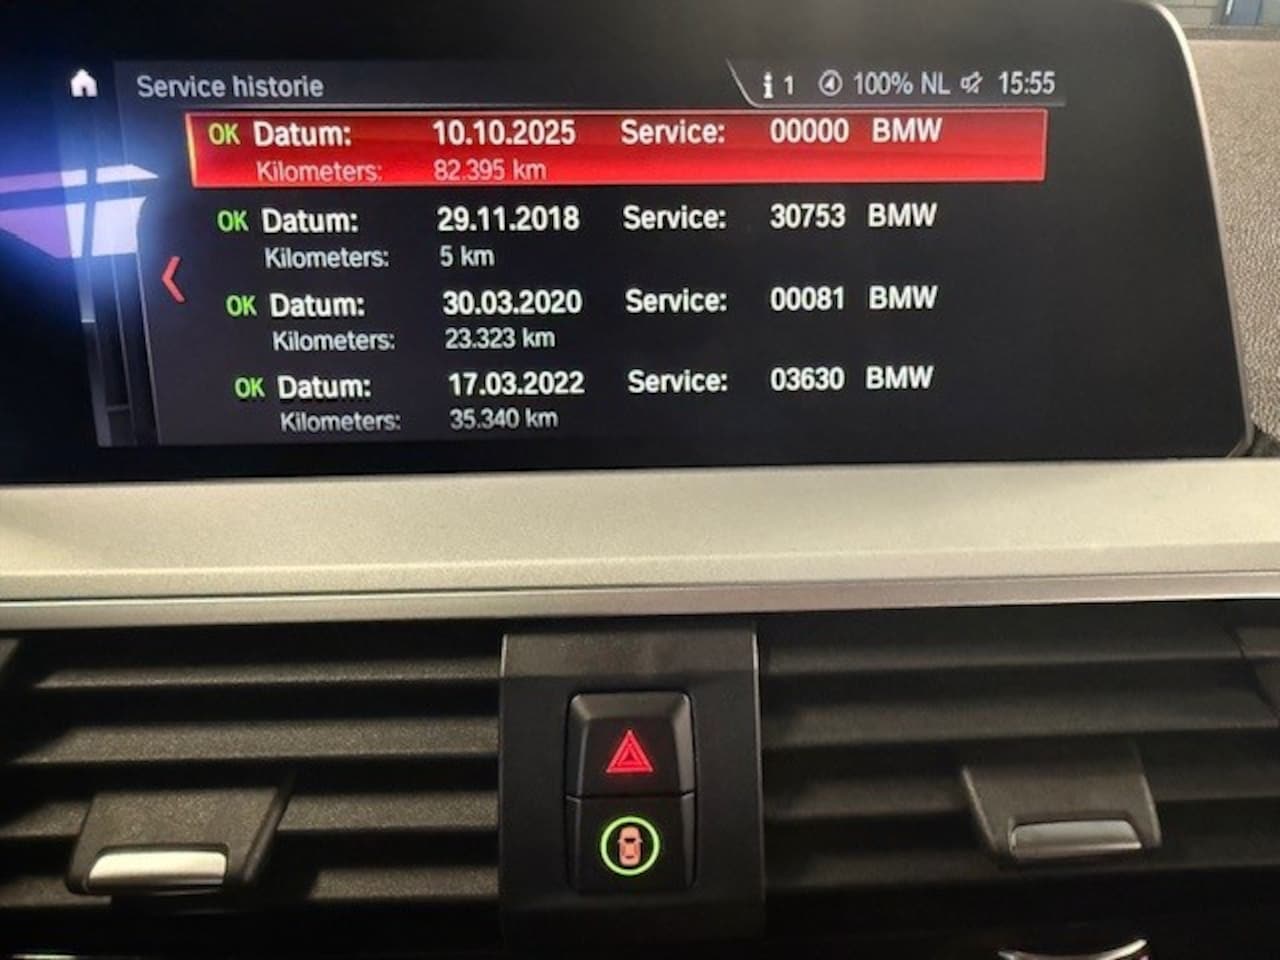 Service historie 1 100% NL 15:55
OK Datum: 10.10.2025 Service: 00000 BMW
Kilometers: 82.395 km
OK Datum: 29.11.2018 Service: 30753 BMW
Kilometers: 5 km
OK Datum: 30.03.2020 Service: 00081 BMW
Kilometers: 23.323 km
OK Datum: 17.03.2022 Service: 03630 BMW
Kilometers: 35.340 km